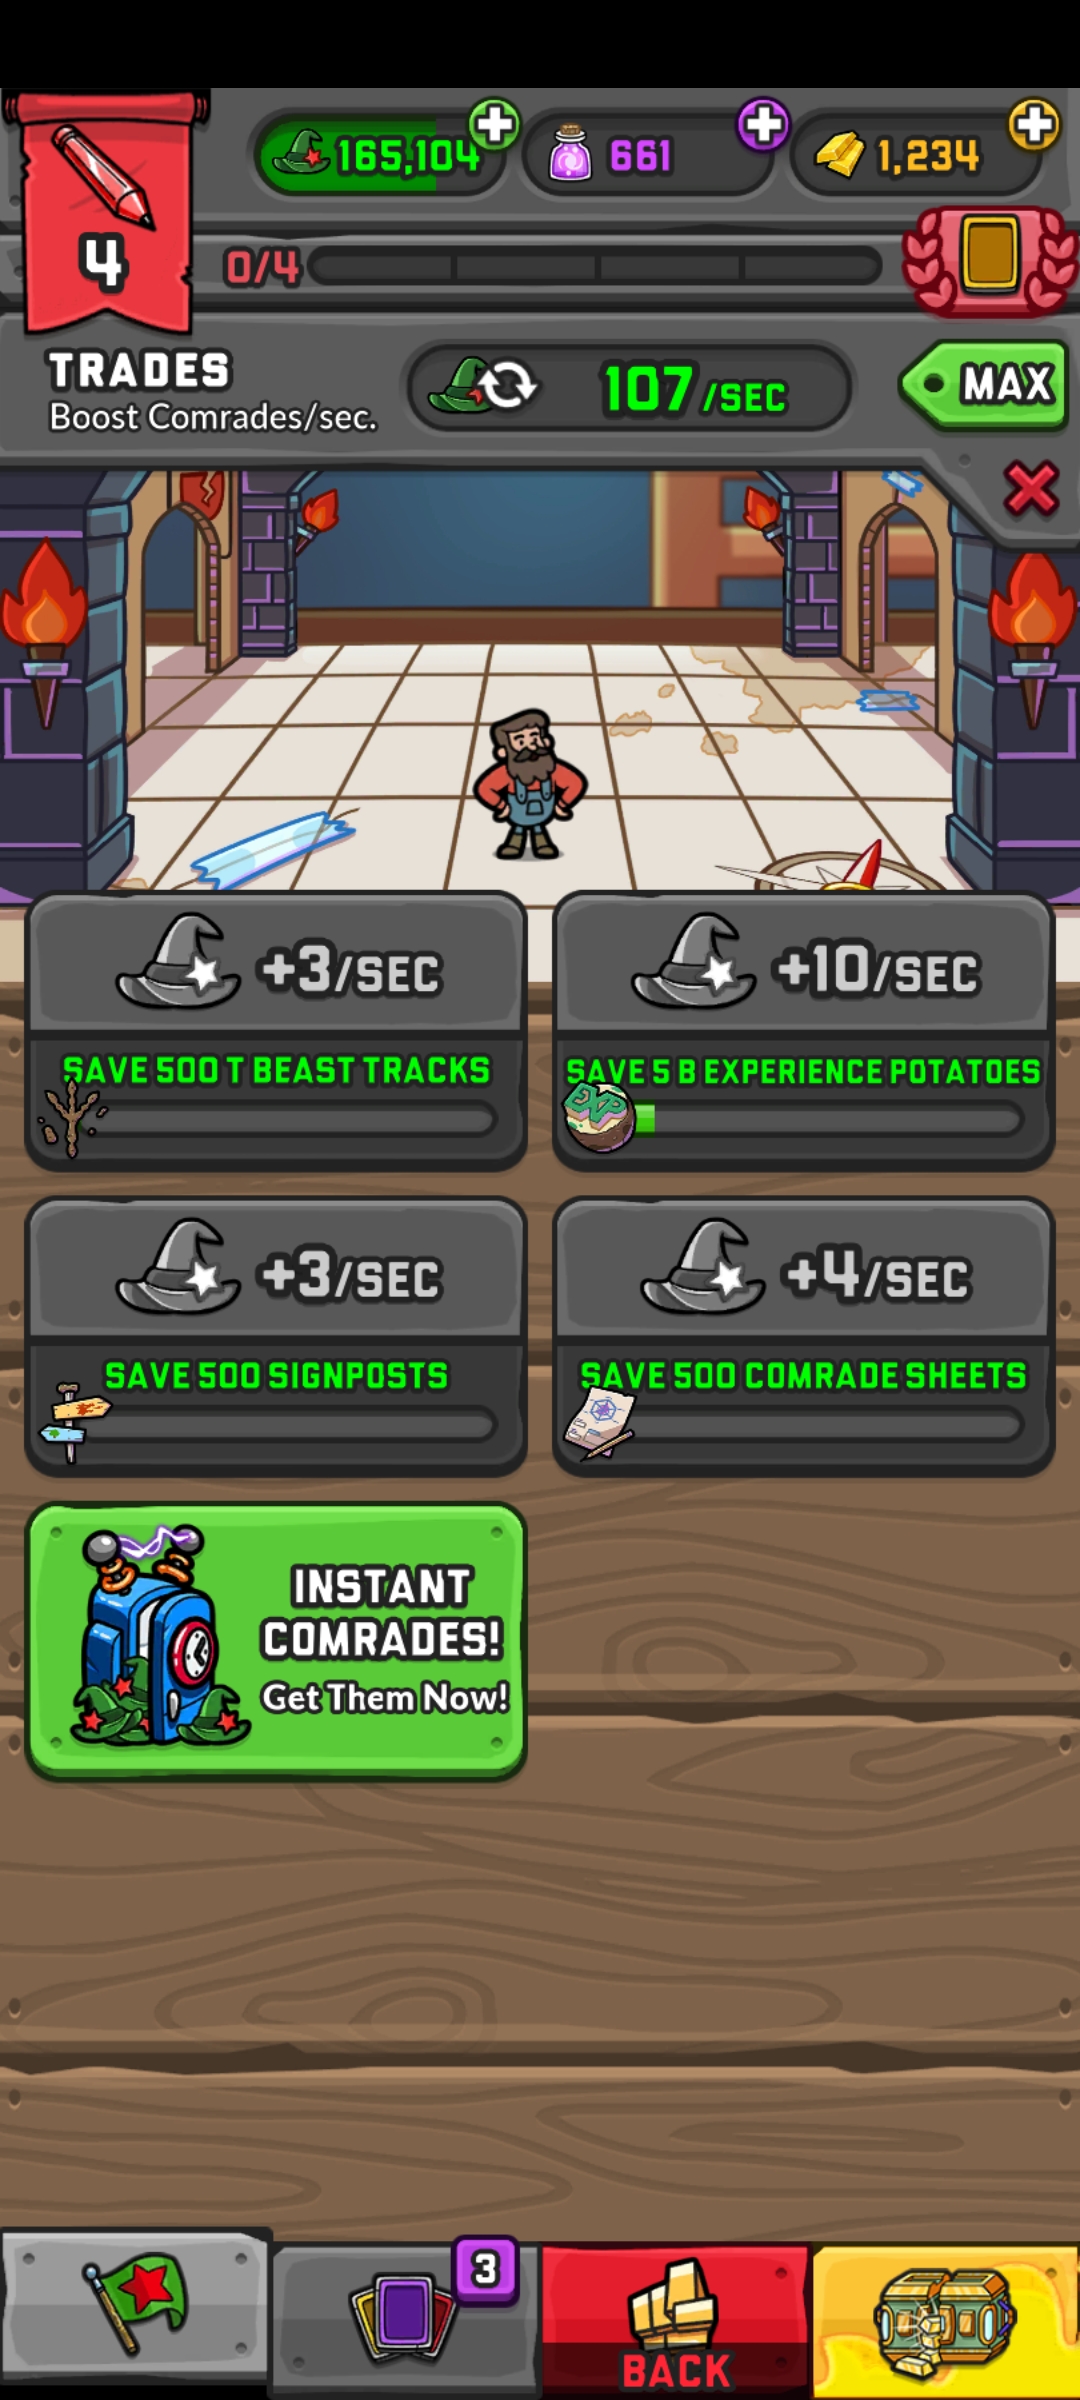 165,104
661
1,234
4
0/4
TRADES
Boost Comrades/sec.
107/SEC
MAX
+3/SEC
SAVE 500 T BEAST TRACKS
+10/SEC
SAVE 5 B EXPERIENCE POTATOES
EXP
+3/SEC
SAVE 500 SIGNPOSTS
+4/SEC
SAVE 500 COMRADE SHEETS
INSTANT
COMRADES!
Get Them Now!
3
BACK